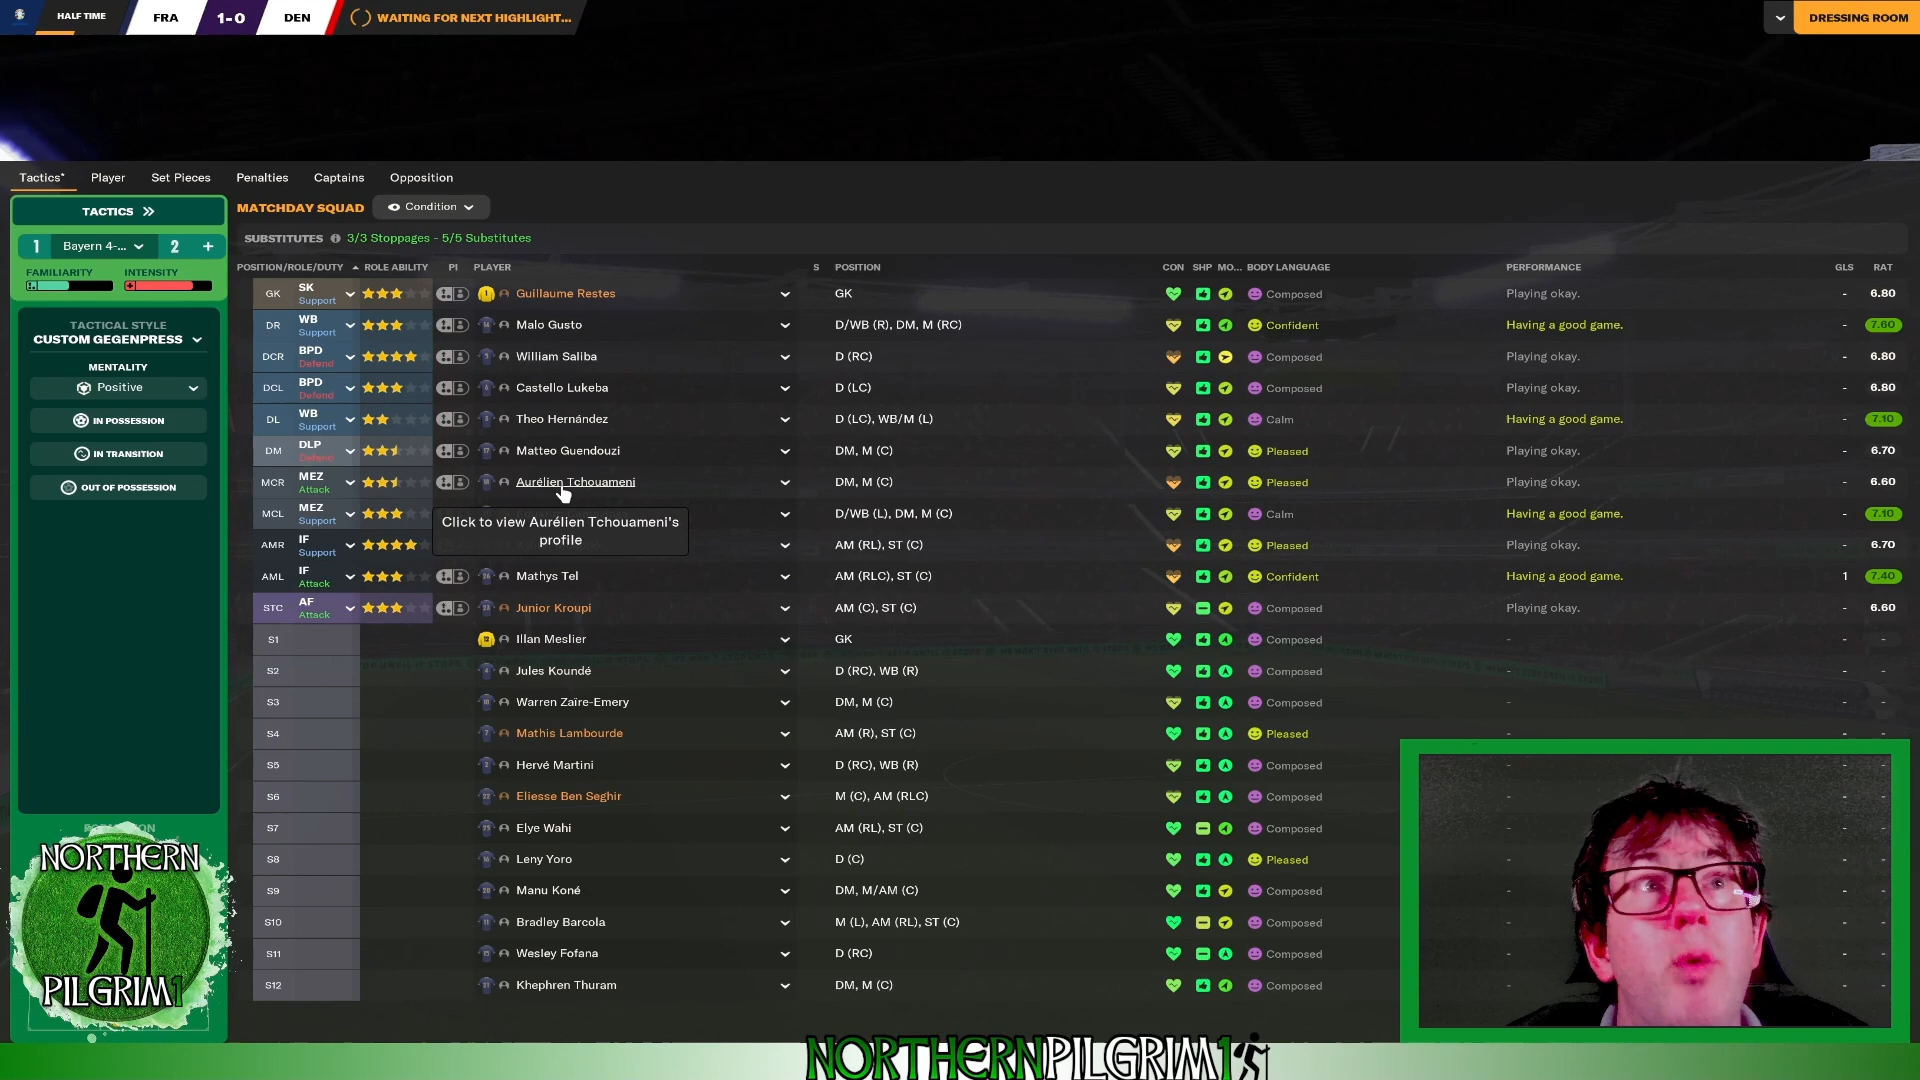 HALF TIME FRA 1-0 DEN WAITING FOR NEXT HIGHLIGHT... DRESSING ROOM
Tactics* Player Set Pieces Penalties Captains Opposition
TACTICS
MATCHDAY SQUAD Condition
1 Bayern 4-... 2 +
SUBSTITUTES 3/3 Stoppages - 5/5 Substitutes
FAMILIARITY INTENSITY
POSITION/ROLE/DUTY ROLE ABILITY PI PLAYER S POSITION CON SHP MO... BODY LANGUAGE PERFORMANCE GLS RAT
GK SK Support Guillaume Restes GK Composed Playing okay. - 6.80
DR WB Support Malo Gusto D/WB (R), DM, M (RC) Confident Having a good game. - 7.60
DCR BPD Defend William Saliba D (RC) Composed Playing okay. - 6.80
DCL BPD Defend Castello Lukeba D (LC) Composed Playing okay. - 6.80
DL WB Support Theo Hernández D (LC), WB/M (L) Calm Having a good game. - 7.10
DM DLP Defend Matteo Guendouzi DM, M (C) Pleased Playing okay. - 6.70
MCR MEZ Attack Aurélien Tchouameni DM, M (C) Pleased Playing okay. - 6.60
MCL MEZ Support D/WB (L), DM, M (C) Calm Having a good game. - 7.10
Click to view Aurélien Tchouameni's
profile
AMR IF Support AM (RL), ST (C) Pleased Playing okay. - 6.70
AML IF Attack Mathys Tel AM (RLC), ST (C) Confident Having a good game. 1 7.40
STC AF Attack Junior Kroupi AM (C), ST (C) Composed Playing okay. - 6.60
S1 Illan Meslier GK Composed - - -
S2 Jules Koundé D (RC), WB (R) Composed - - -
S3 Warren Zaïre-Emery DM, M (C) Composed - - -
S4 Mathis Lambourde AM (R), ST (C) Pleased - - -
S5 Hervé Martini D (RC), WB (R) Composed - - -
S6 Eliesse Ben Seghir M (C), AM (RLC) Composed - - -
S7 Elye Wahi AM (RL), ST (C) Composed - - -
S8 Leny Yoro D (C) Pleased - - -
S9 Manu Koné DM, M/AM (C) Composed - - -
S10 Bradley Barcola M (L), AM (RL), ST (C) Composed - - -
S11 Wesley Fofana D (RC) Composed - - -
S12 Khephren Thuram DM, M (C) Composed - - -
TACTICAL STYLE
CUSTOM GEGENPRESS
MENTALITY
Positive
IN POSSESSION
IN TRANSITION
OUT OF POSSESSION
NORTHERN
PILGRIM1
NORTHERNPILGRIM1